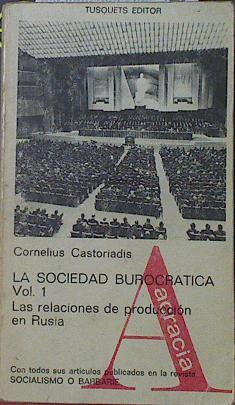 TUSQUETS EDITOR
Cornelius Castoriadis
LA SOCIEDAD BUROCRATICA
Vol. 1
Las relaciones de producción
en Rusia
Acracia
Con todos sus artículos publicados en la revista
SOCIALISMO O BARBARIE